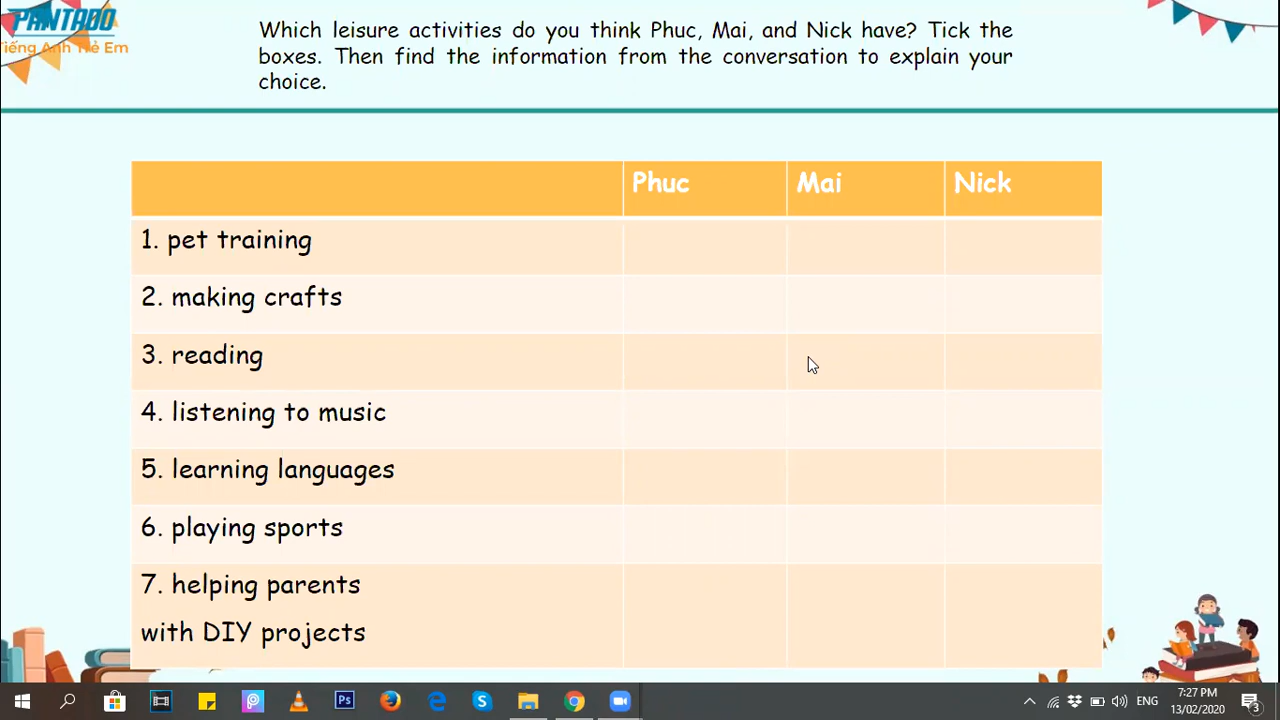 PANTADO
Tiếng Anh Trẻ Em
Which leisure activities do you think Phuc, Mai, and Nick have? Tick the
boxes. Then find the information from the conversation to explain your
choice.
Phuc Mai Nick
1. pet training
2. making crafts
3. reading
4. listening to music
5. learning languages
6. playing sports
7. helping parents
with DIY projects
Ps
ENG
7:27 PM
13/02/2020
3